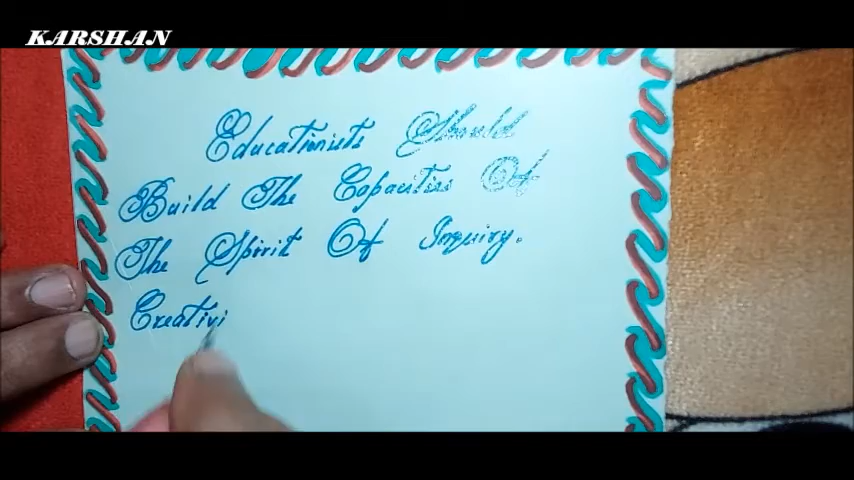 KARSHAN
Educationists Should
Build The Capacities Of
The Spirit Of Inquiry.
Creativi